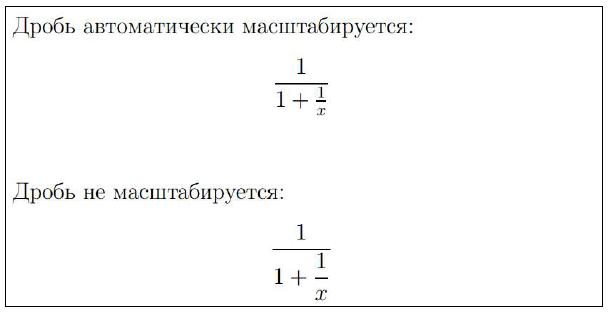 Дробь автоматически масштабируется:
1
1 + 1/x
Дробь не масштабируется:
1
1 + 1/x